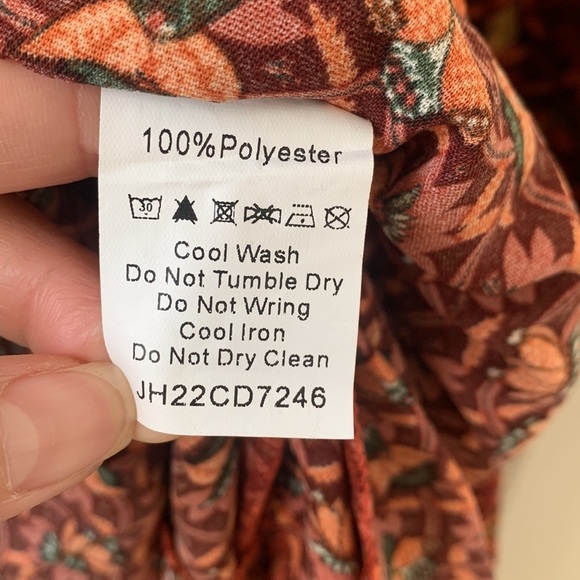 100%Polyester
30
Cool Wash
Do Not Tumble Dry
Do Not Wring
Cool Iron
Do Not Dry Clean
JH22CD7246